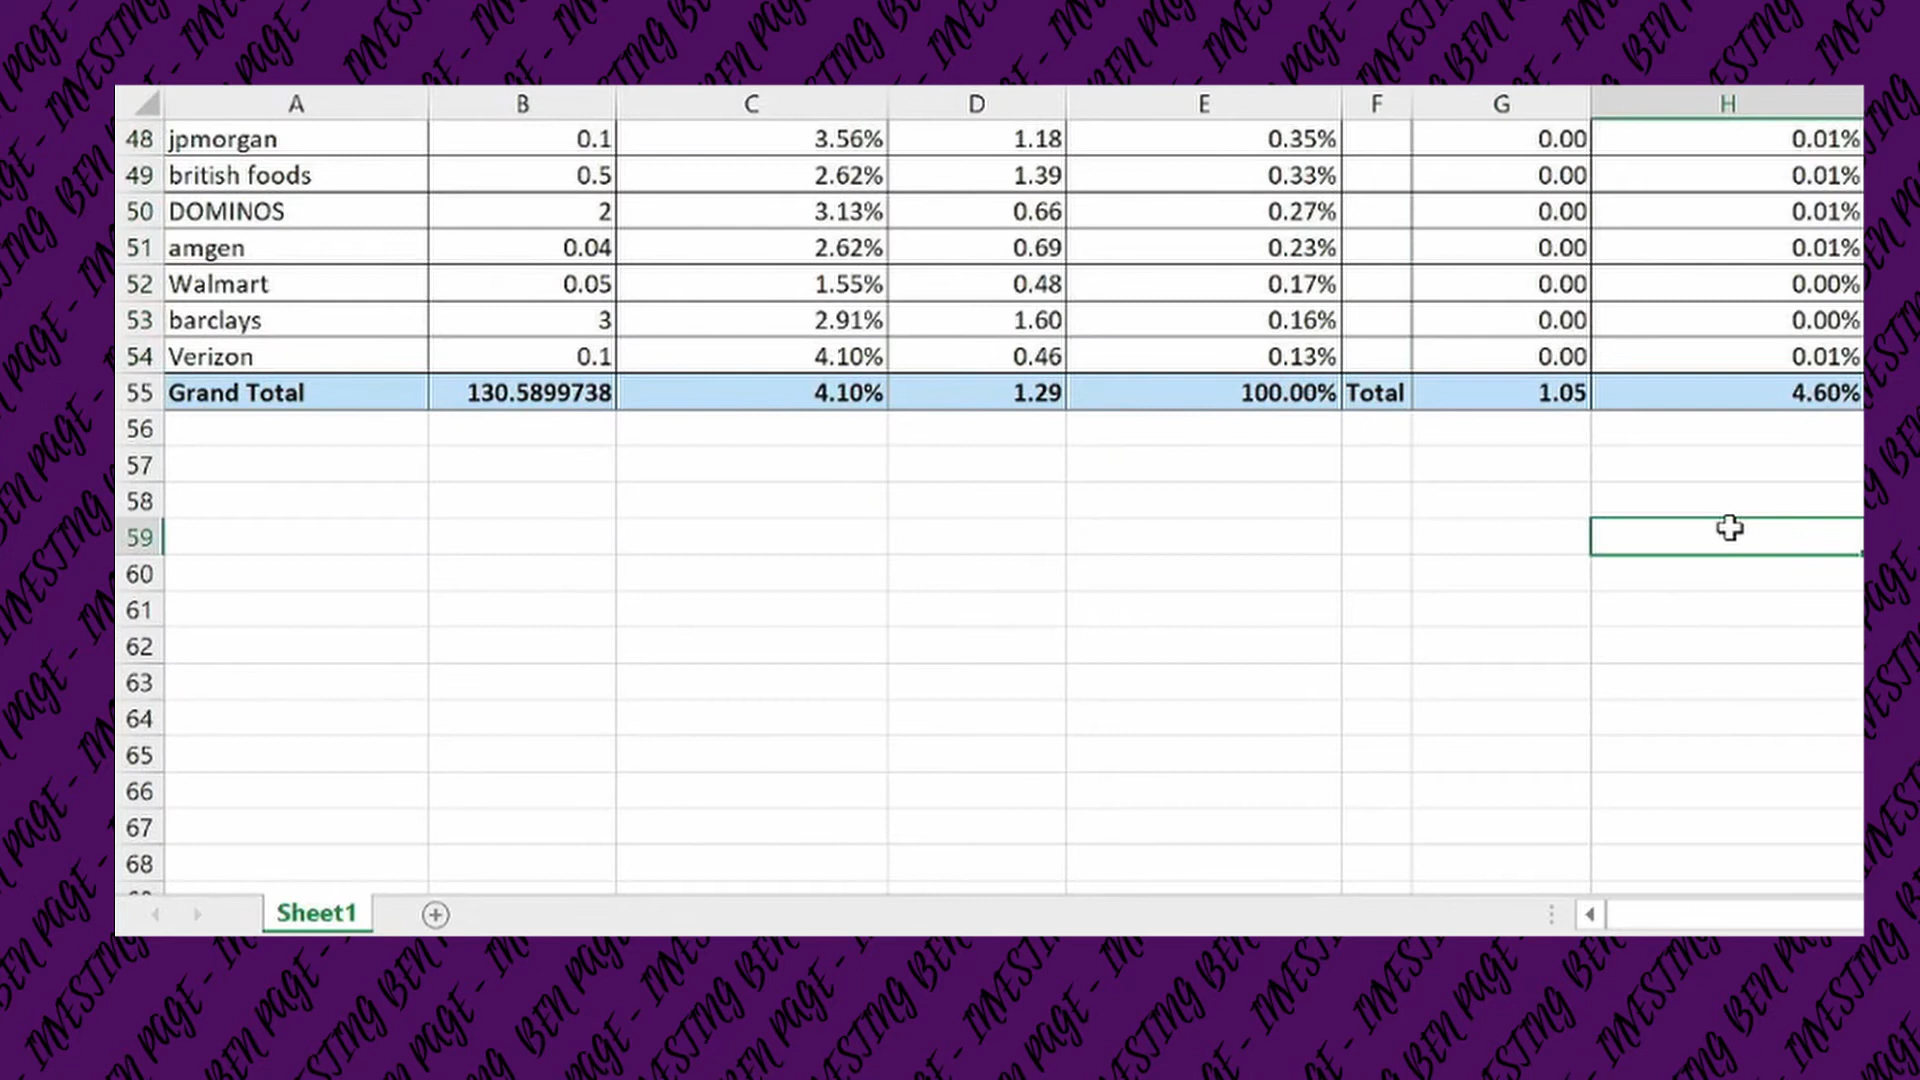 A B C D E F G H
48 jpmorgan 0.1 3.56% 1.18 0.35% 0.00 0.01%
49 british foods 0.5 2.62% 1.39 0.33% 0.00 0.01%
50 DOMINOS 2 3.13% 0.66 0.27% 0.00 0.01%
51 amgen 0.04 2.62% 0.69 0.23% 0.00 0.01%
52 Walmart 0.05 1.55% 0.48 0.17% 0.00 0.00%
53 barclays 3 2.91% 1.60 0.16% 0.00 0.00%
54 Verizon 0.1 4.10% 0.46 0.13% 0.00 0.01%
55 Grand Total 130.5899738 4.10% 1.29 100.00% Total 1.05 4.60%
56
57
58
59
60
61
62
63
64
65
66
67
68
Sheet1
INVESTING BEN PAGE - INVESTING BEN PAGE